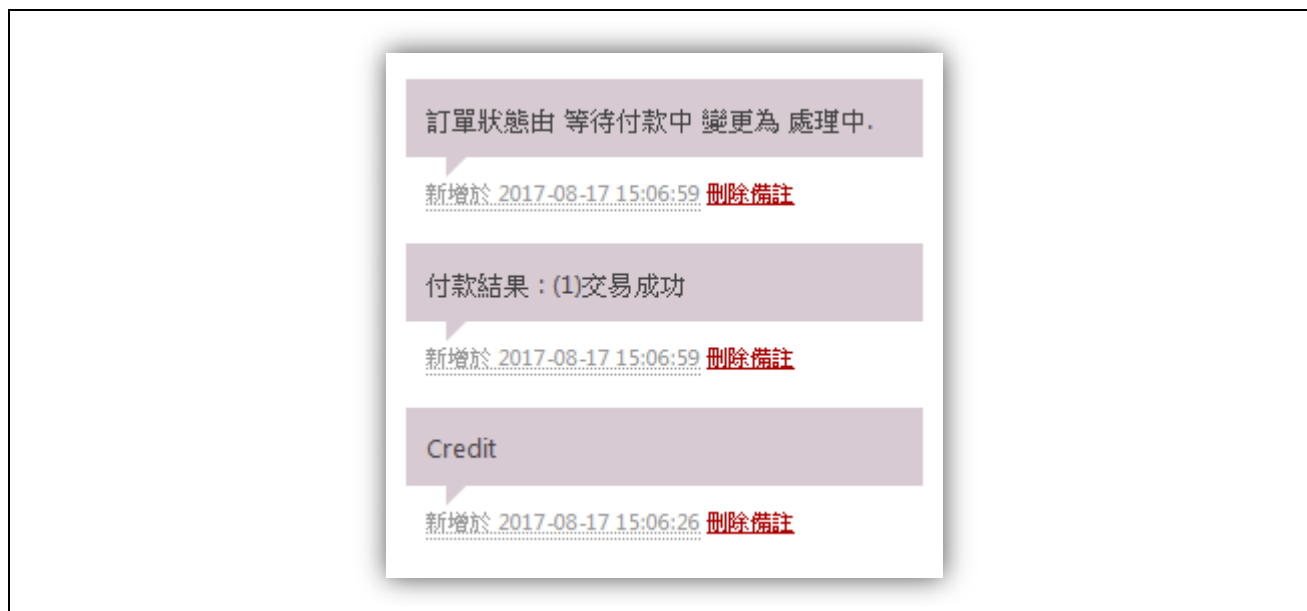 訂單狀態由 等待付款中 變更為 處理中.
新增於 2017-08-17 15:06:59 刪除備註
付款結果：(1)交易成功
新增於 2017-08-17 15:06:59 刪除備註
Credit
新增於 2017-08-17 15:06:26 刪除備註